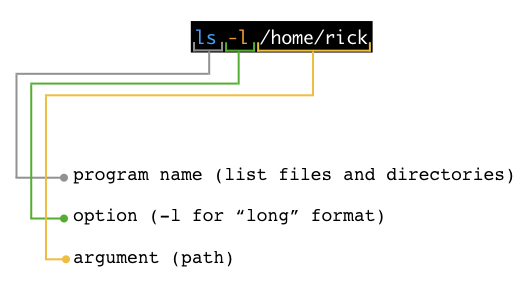 ls -l /home/rick
program name (list files and directories)
option (-l for “long” format)
argument (path)